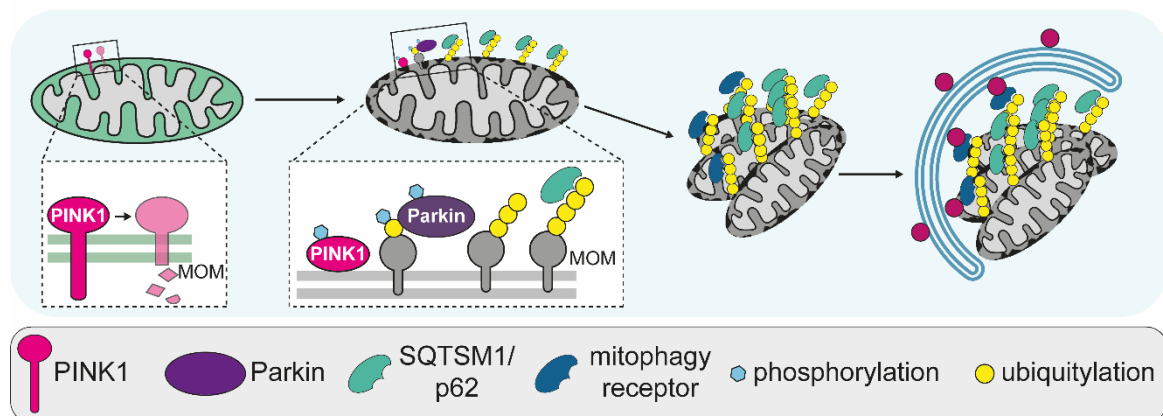 PINK1
MOM
PINK1
Parkin
MOM
PINK1
Parkin
SQTSM1/
p62
mitophagy
receptor
phosphorylation
ubiquitylation